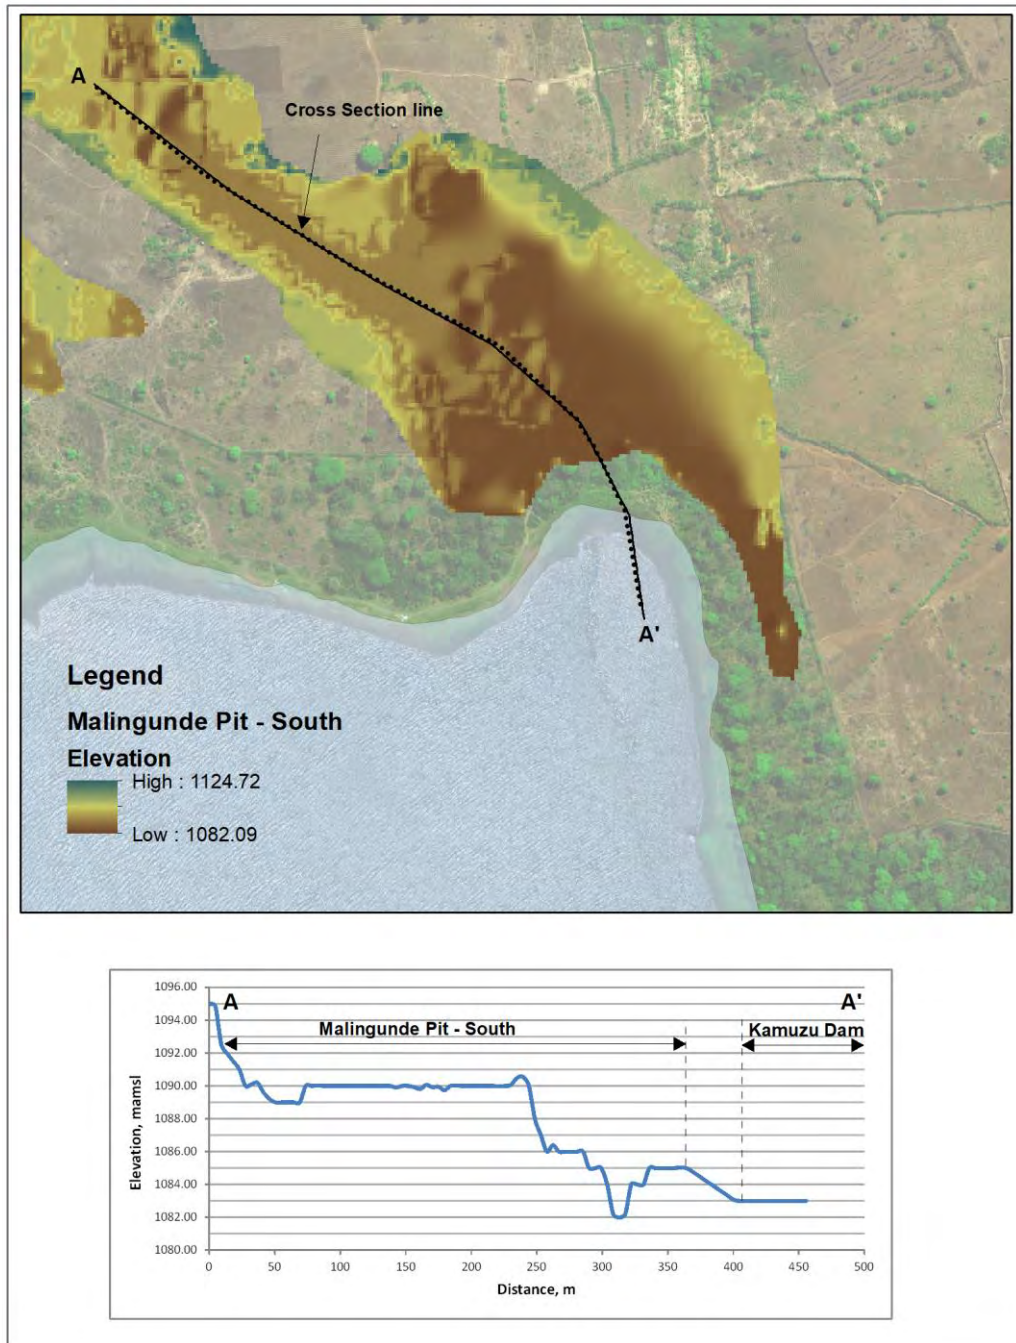 A
Cross Section line
A'
Legend
Malingunde Pit - South
Elevation
High : 1124.72
Low : 1082.09
A
A'
Malingunde Pit - South
Kamuzu Dam
1096.00
1094.00
1092.00
1090.00
1088.00
1086.00
1084.00
1082.00
1080.00
Elevation, mamsl
0 50 100 150 200 250 300 350 400 450 500
Distance, m